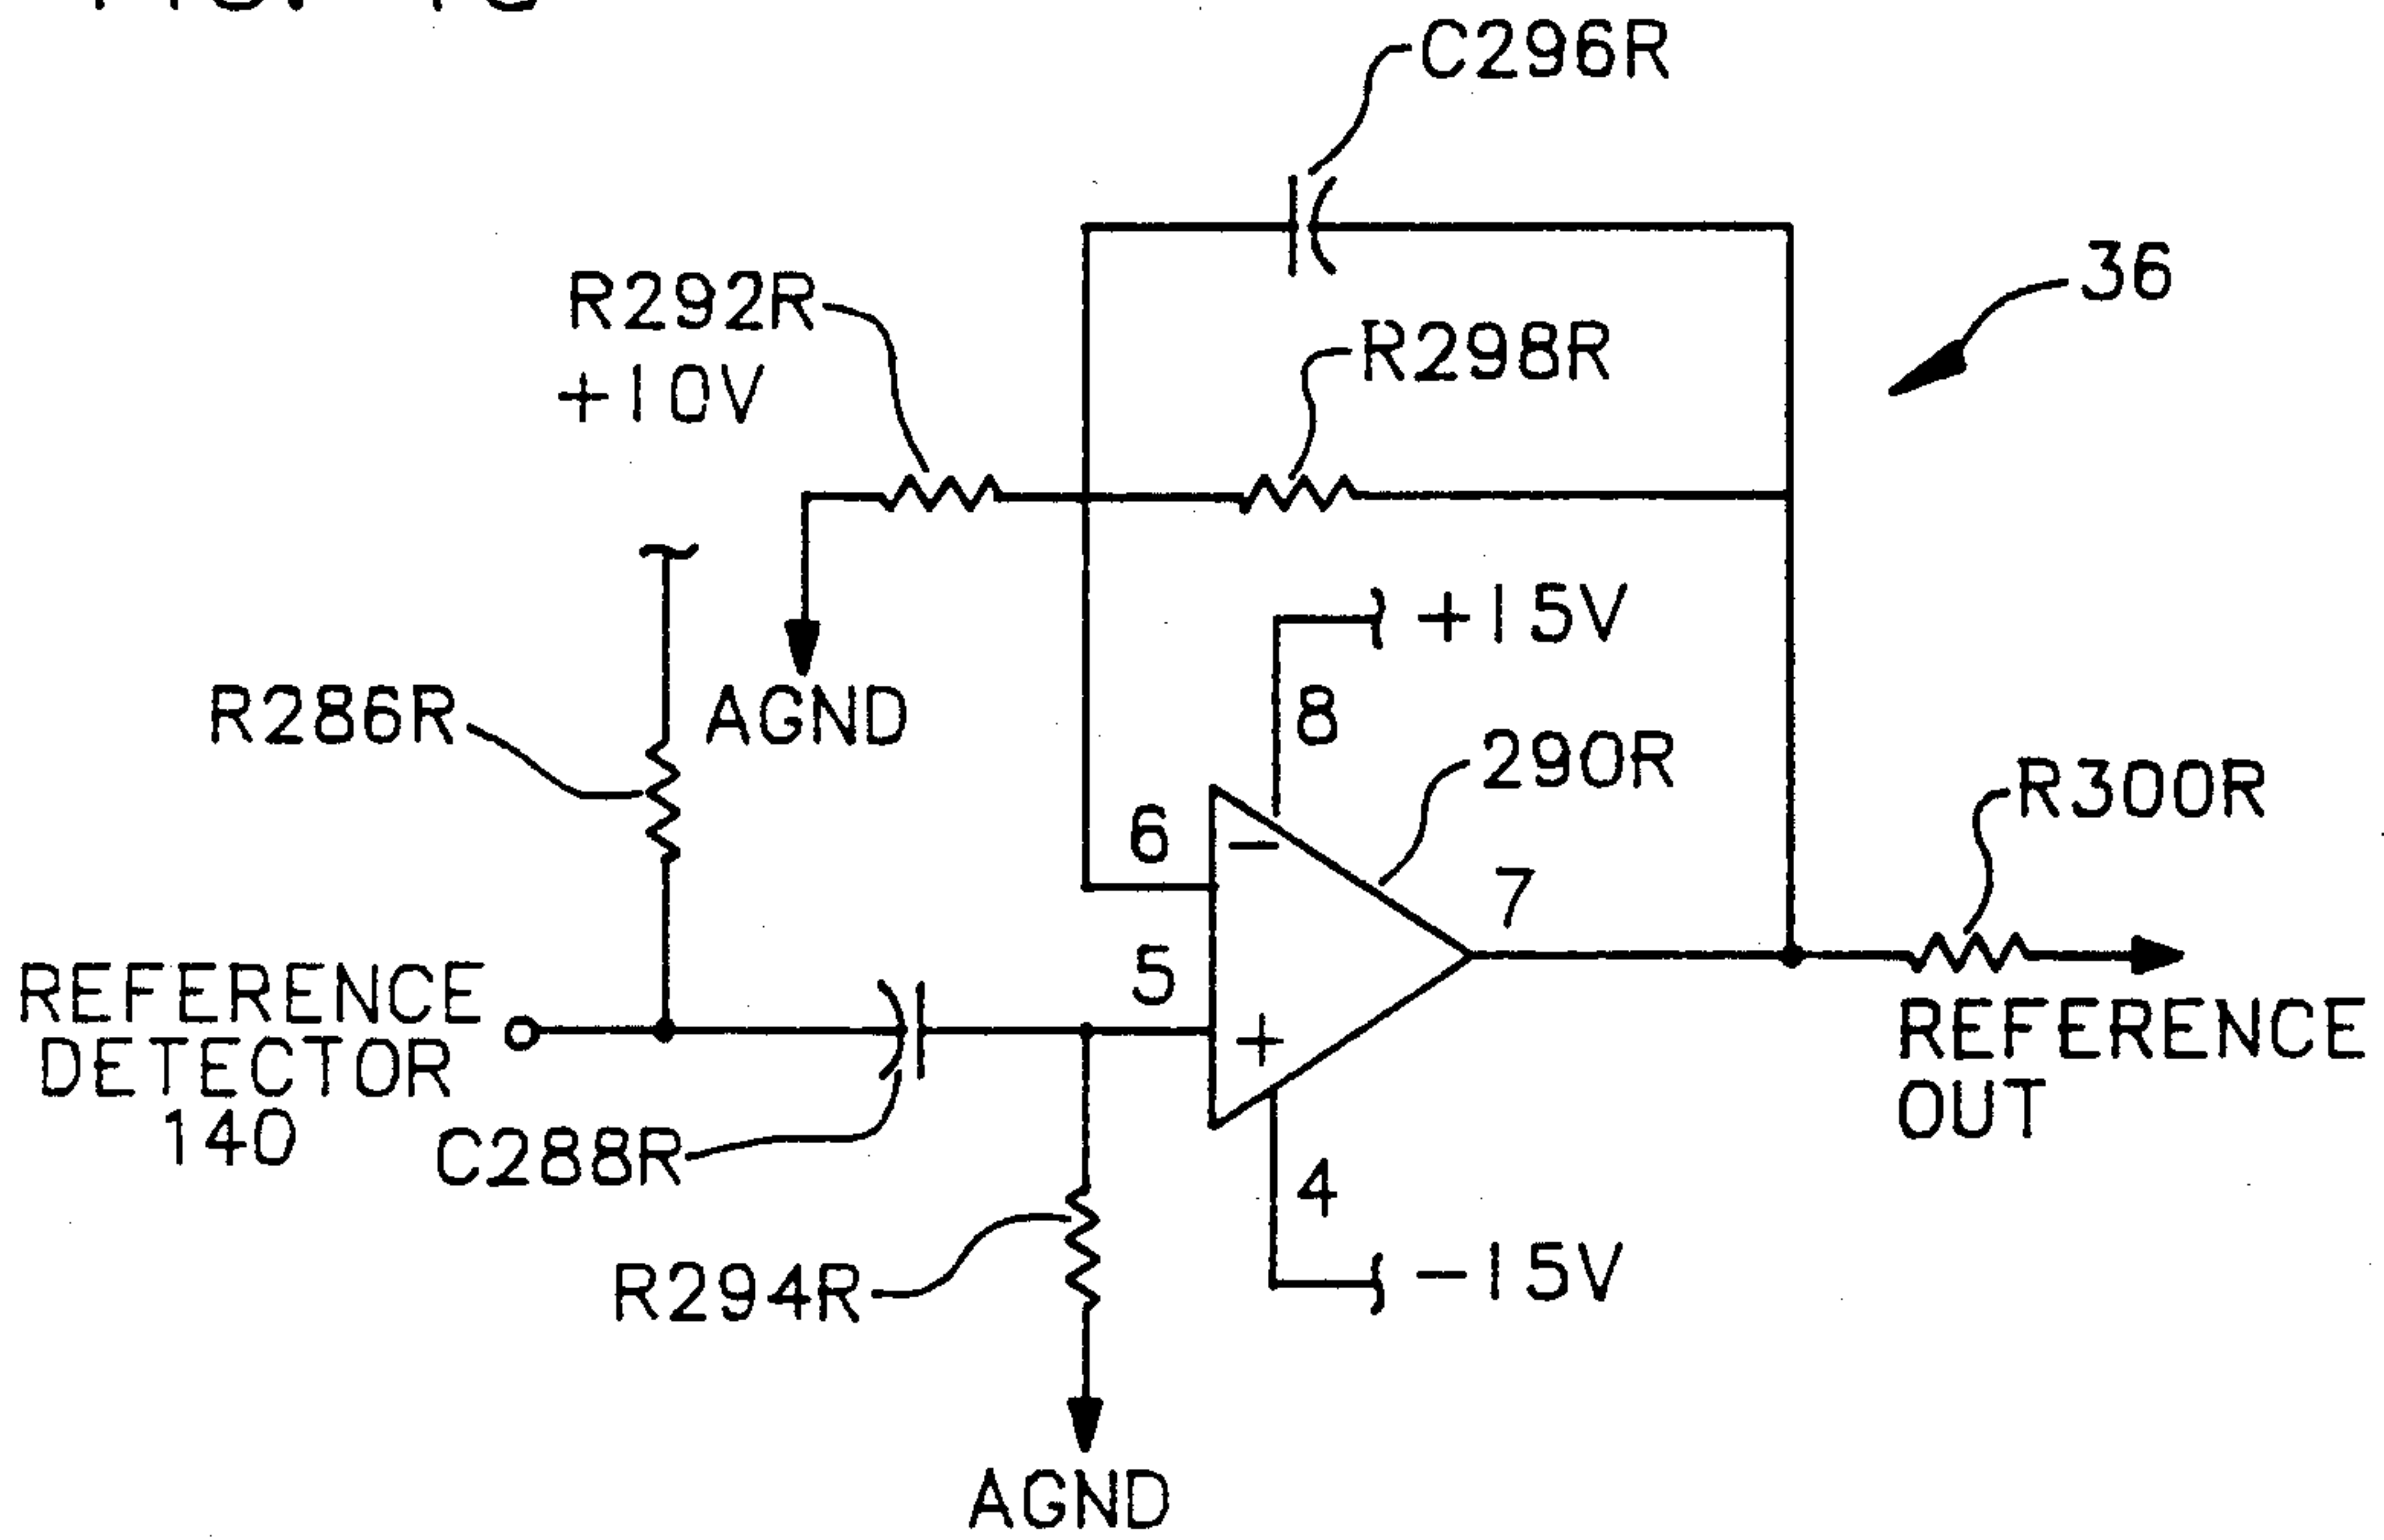 C296R
36
R292R
+10V
R298R
+15V
R286R
AGND
8
290R
R300R
6
−
7
5
REFERENCE
DETECTOR
140
+
REFERENCE
OUT
C288R
4
R294R
−15V
AGND